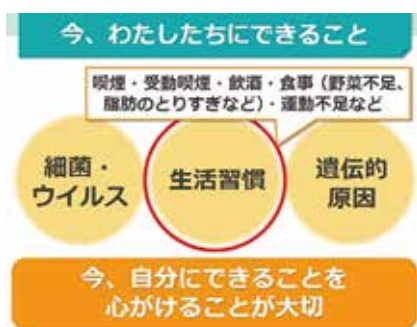 今、わたしたちにできること
喫煙・受動喫煙・飲酒・食事(野菜不足、
脂肪のとりすぎなど)・運動不足など
細菌・
ウイルス
生活習慣
遺伝的
原因
今、自分にできることを
心がけることが大切